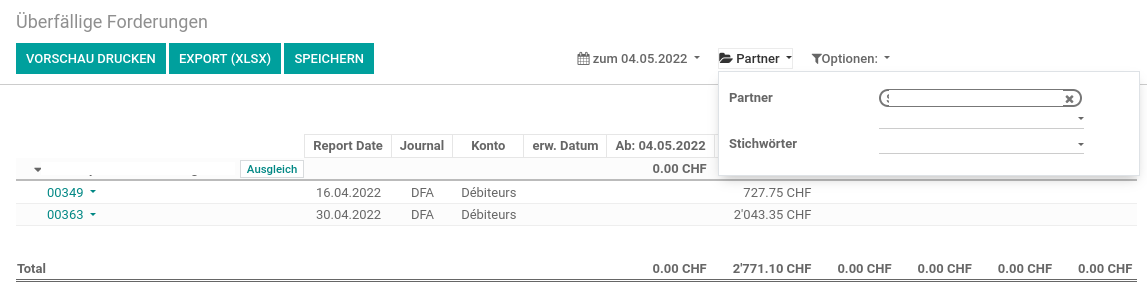 Überfällige Forderungen
VORSCHAU DRUCKEN EXPORT (XLSX) SPEICHERN zum 04.05.2022 Partner Optionen:
Partner
Stichwörter
Report Date Journal Konto erw. Datum Ab: 04.05.2022
Ausgleich 0.00 CHF
00349 16.04.2022 DFA Débiteurs 727.75 CHF
00363 30.04.2022 DFA Débiteurs 2'043.35 CHF
Total 0.00 CHF 2'771.10 CHF 0.00 CHF 0.00 CHF 0.00 CHF 0.00 CHF